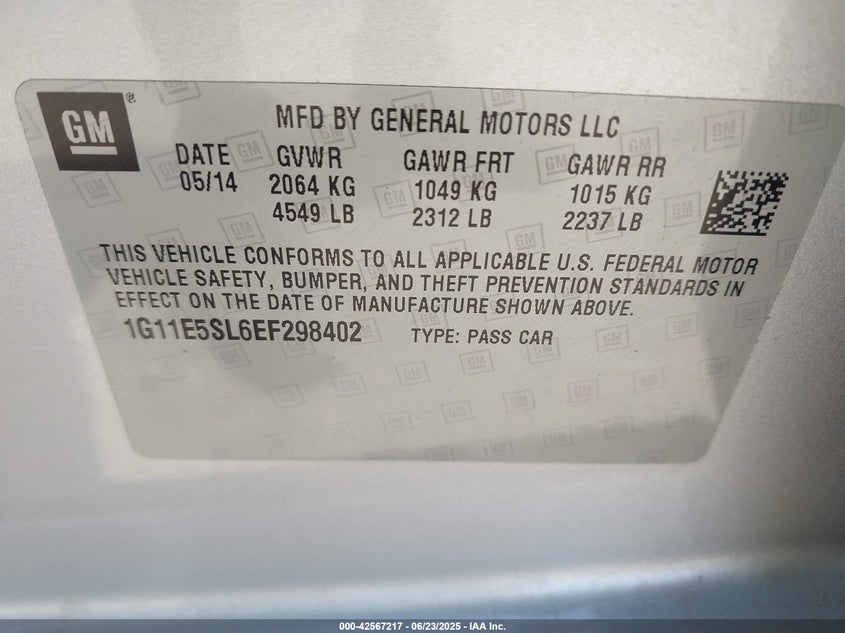 GM ®
MFD BY GENERAL MOTORS LLC
DATE GVWR GAWR FRT GAWR RR
05/14 2064 KG 1049 KG 1015 KG
4549 LB 2312 LB 2237 LB
THIS VEHICLE CONFORMS TO ALL APPLICABLE U.S. FEDERAL MOTOR
VEHICLE SAFETY, BUMPER, AND THEFT PREVENTION STANDARDS IN
EFFECT ON THE DATE OF MANUFACTURE SHOWN ABOVE.
1G11E5SL6EF298402 TYPE: PASS CAR
000-42567217 - 06/23/2025 - IAA Inc.